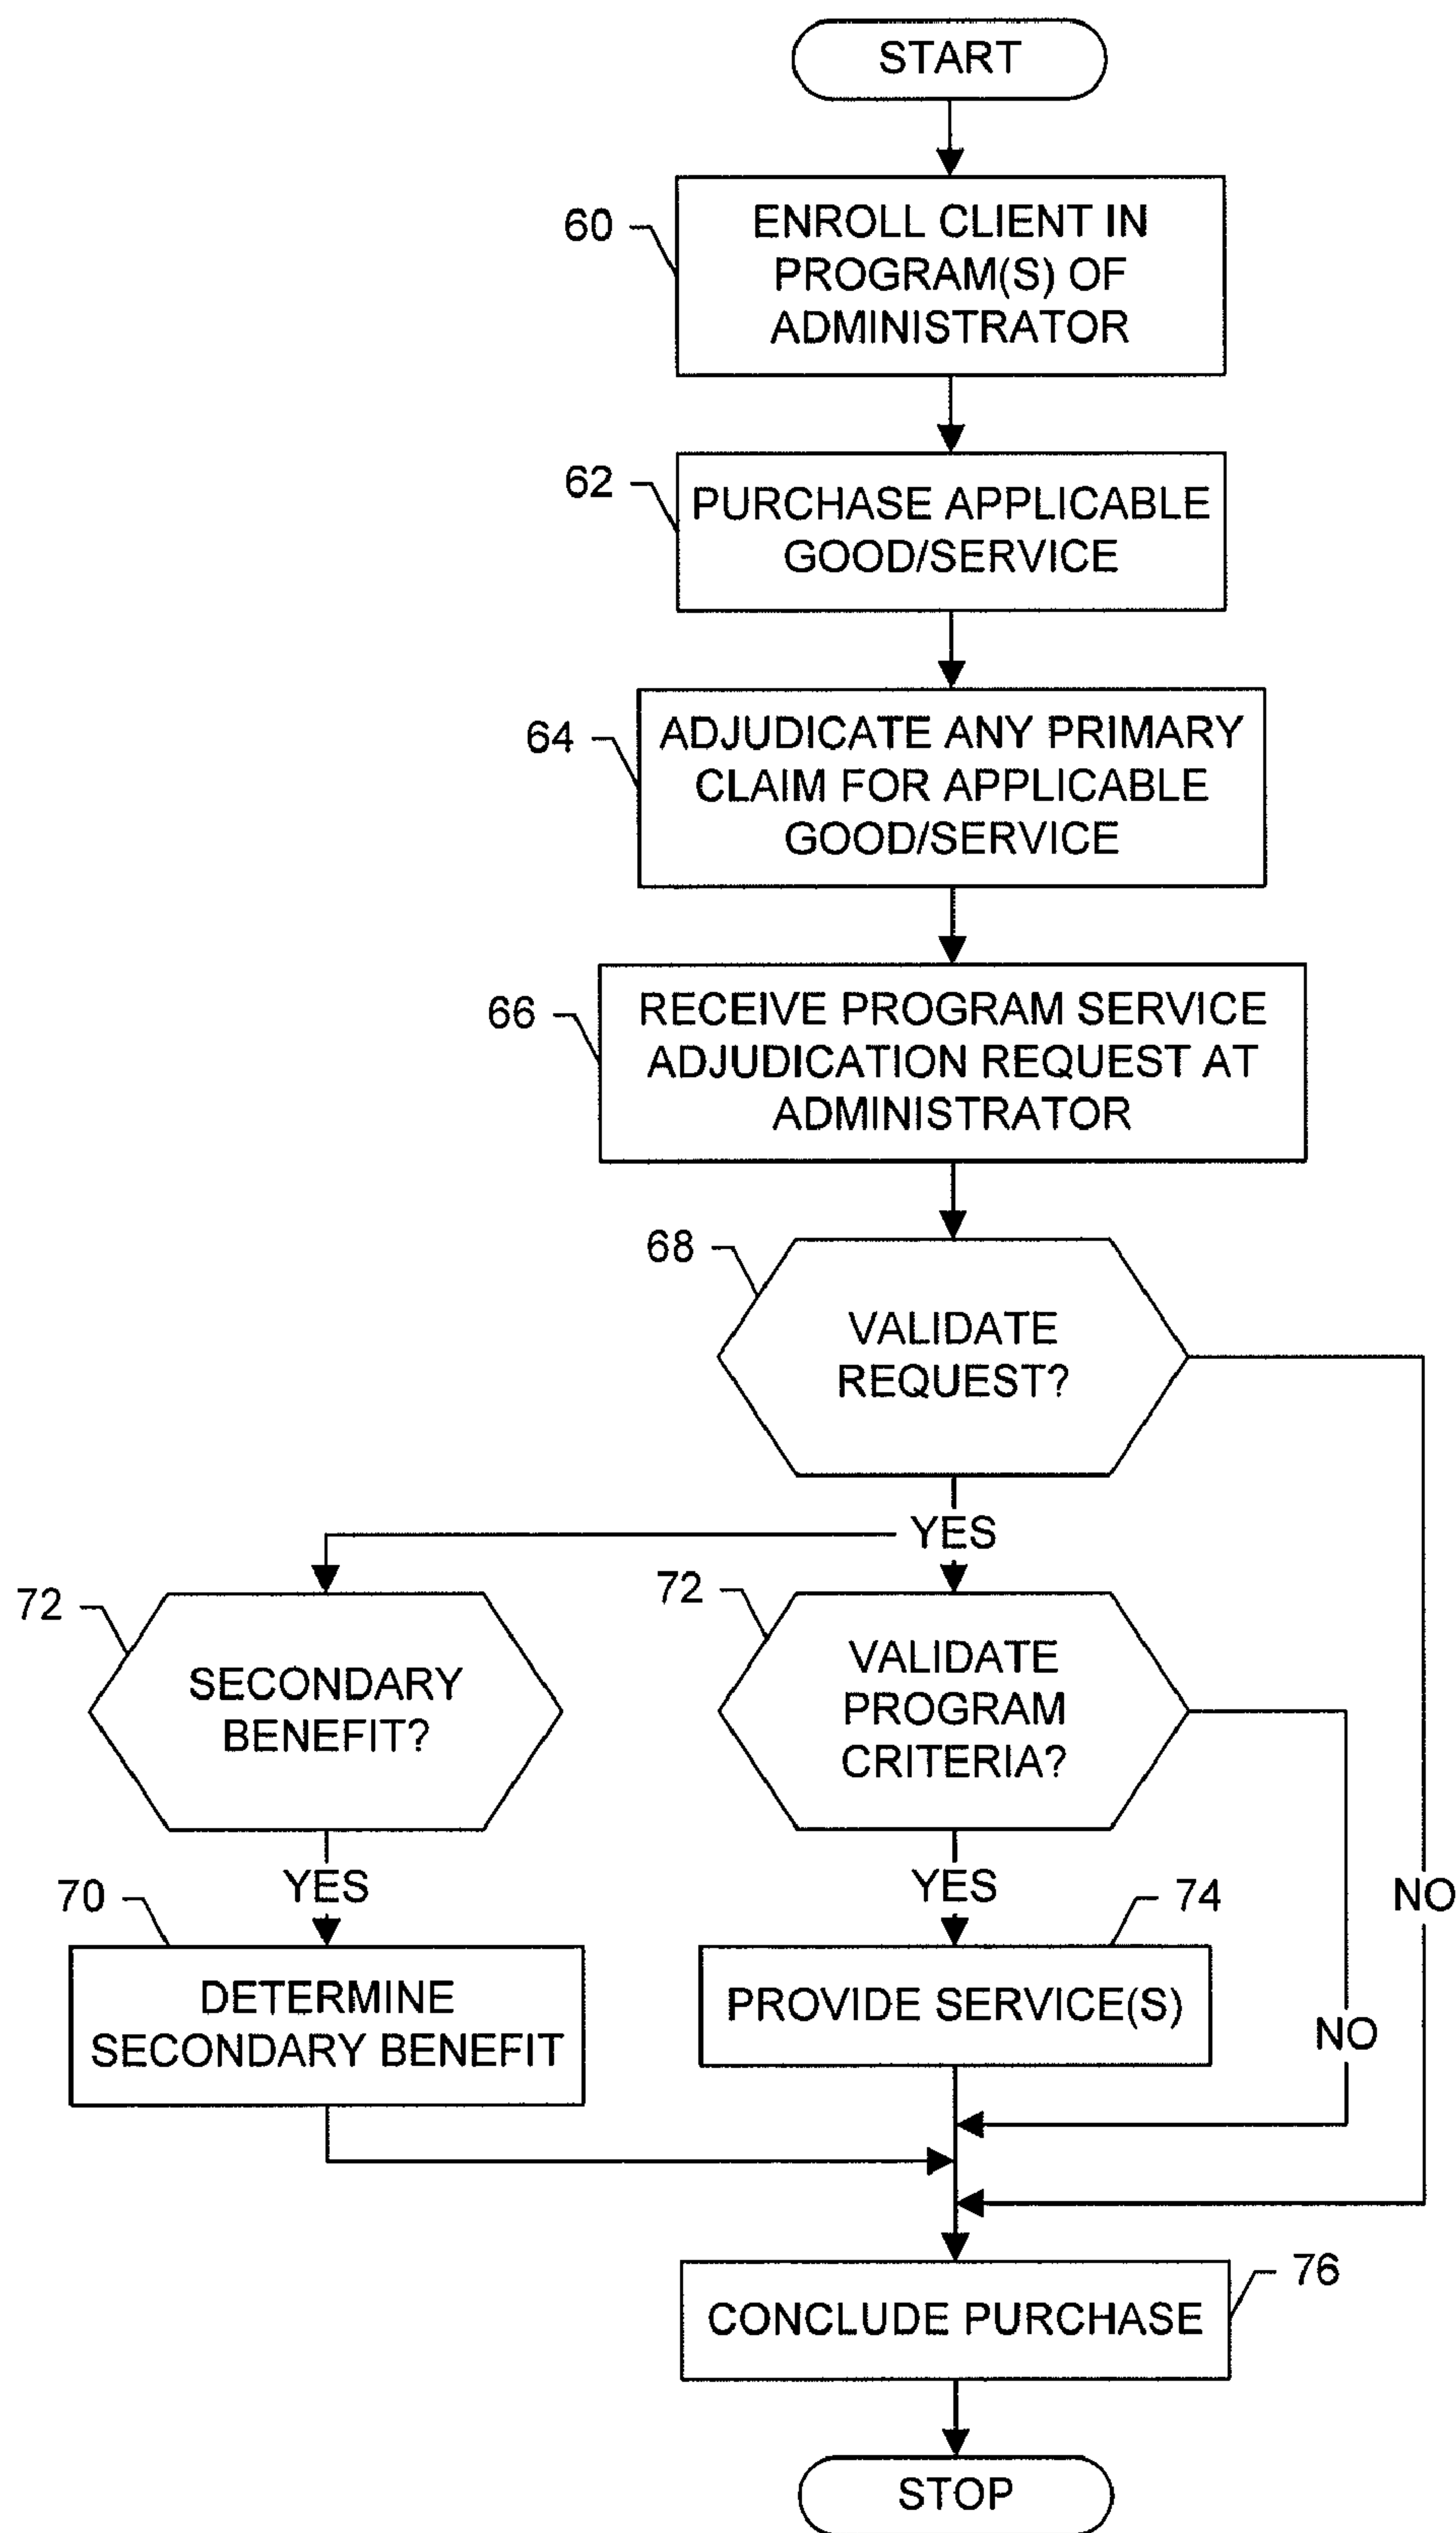 START
60
ENROLL CLIENT IN
PROGRAM(S) OF
ADMINISTRATOR
62
PURCHASE APPLICABLE
GOOD/SERVICE
64
ADJUDICATE ANY PRIMARY
CLAIM FOR APPLICABLE
GOOD/SERVICE
66
RECEIVE PROGRAM SERVICE
ADJUDICATION REQUEST AT
ADMINISTRATOR
68
VALIDATE
REQUEST?
YES
72
SECONDARY
BENEFIT?
72
VALIDATE
PROGRAM
CRITERIA?
YES
YES
NO
70
DETERMINE
SECONDARY BENEFIT
74
PROVIDE SERVICE(S)
NO
76
CONCLUDE PURCHASE
STOP